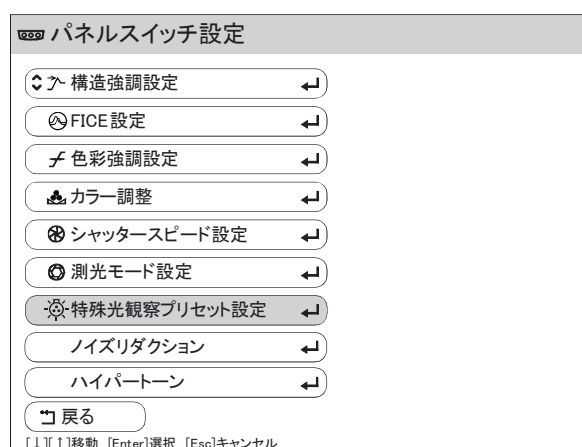 パネルスイッチ設定
構造強調設定
FICE設定
色彩強調設定
カラー調整
シャッタースピード設定
測光モード設定
特殊光観察プリセット設定
ノイズリダクション
ハイパートーン
戻る
[↓][↑]移動 [Enter]選択 [Esc]キャンセル